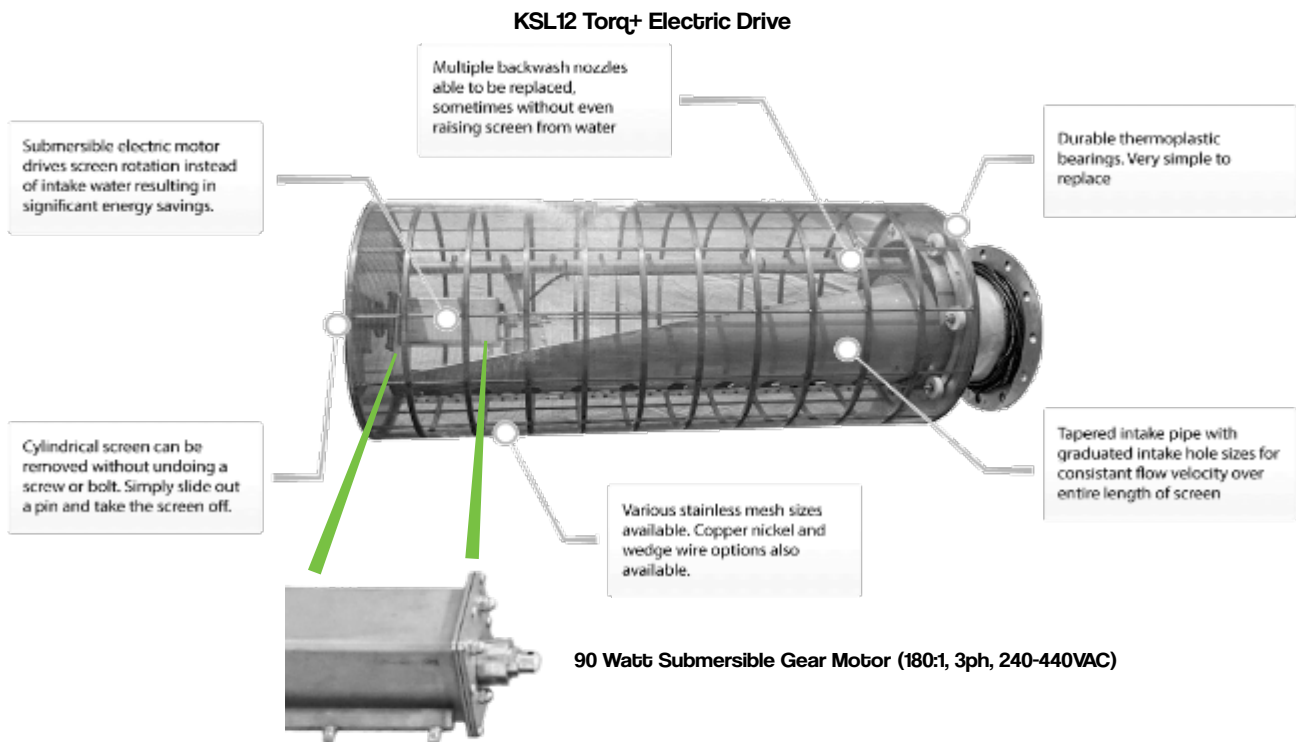 KSL12 Torq+ Electric Drive
Multiple backwash nozzles
able to be replaced,
sometimes without even
raising screen from water
Submersible electric motor
drives screen rotation instead
of intake water resulting in
significant energy savings.
Durable thermoplastic
bearings. Very simple to
replace
Cylindrical screen can be
removed without undoing a
screw or bolt. Simply slide out
a pin and take the screen off.
Various stainless mesh sizes
available. Copper nickel and
wedge wire options also
available.
Tapered intake pipe with
graduated intake hole sizes for
consistant flow velocity over
entire length of screen
90 Watt Submersible Gear Motor (180:1, 3ph, 240-440VAC)